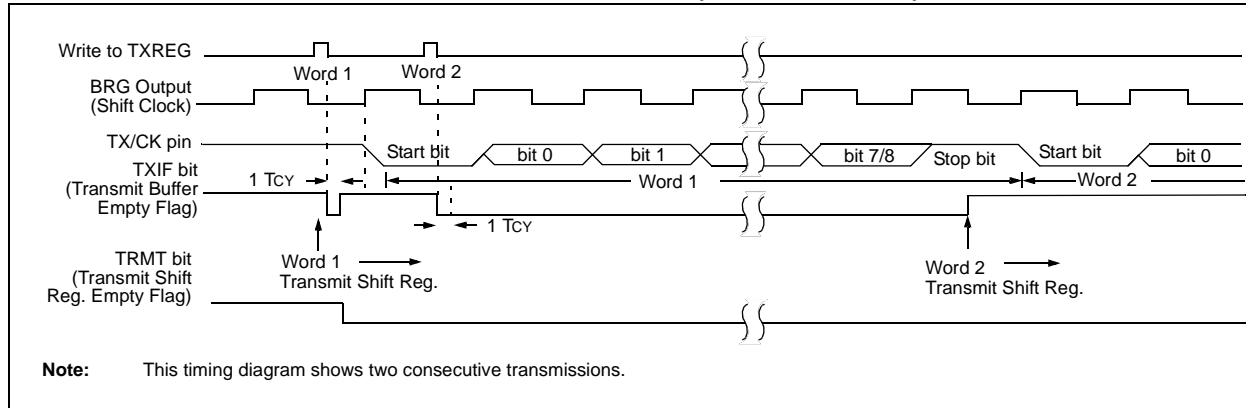 Write to TXREG
Word 1
Word 2
BRG Output
(Shift Clock)
TX/CK pin
Start bit
bit 0
bit 1
bit 7/8
Stop bit
Start bit
bit 0
TXIF bit
(Transmit Buffer
Empty Flag)
1 TCY
Word 1
Word 2
1 TCY
Word 1
Transmit Shift Reg.
Word 2
Transmit Shift Reg.
TRMT bit
(Transmit Shift
Reg. Empty Flag)
Note: This timing diagram shows two consecutive transmissions.